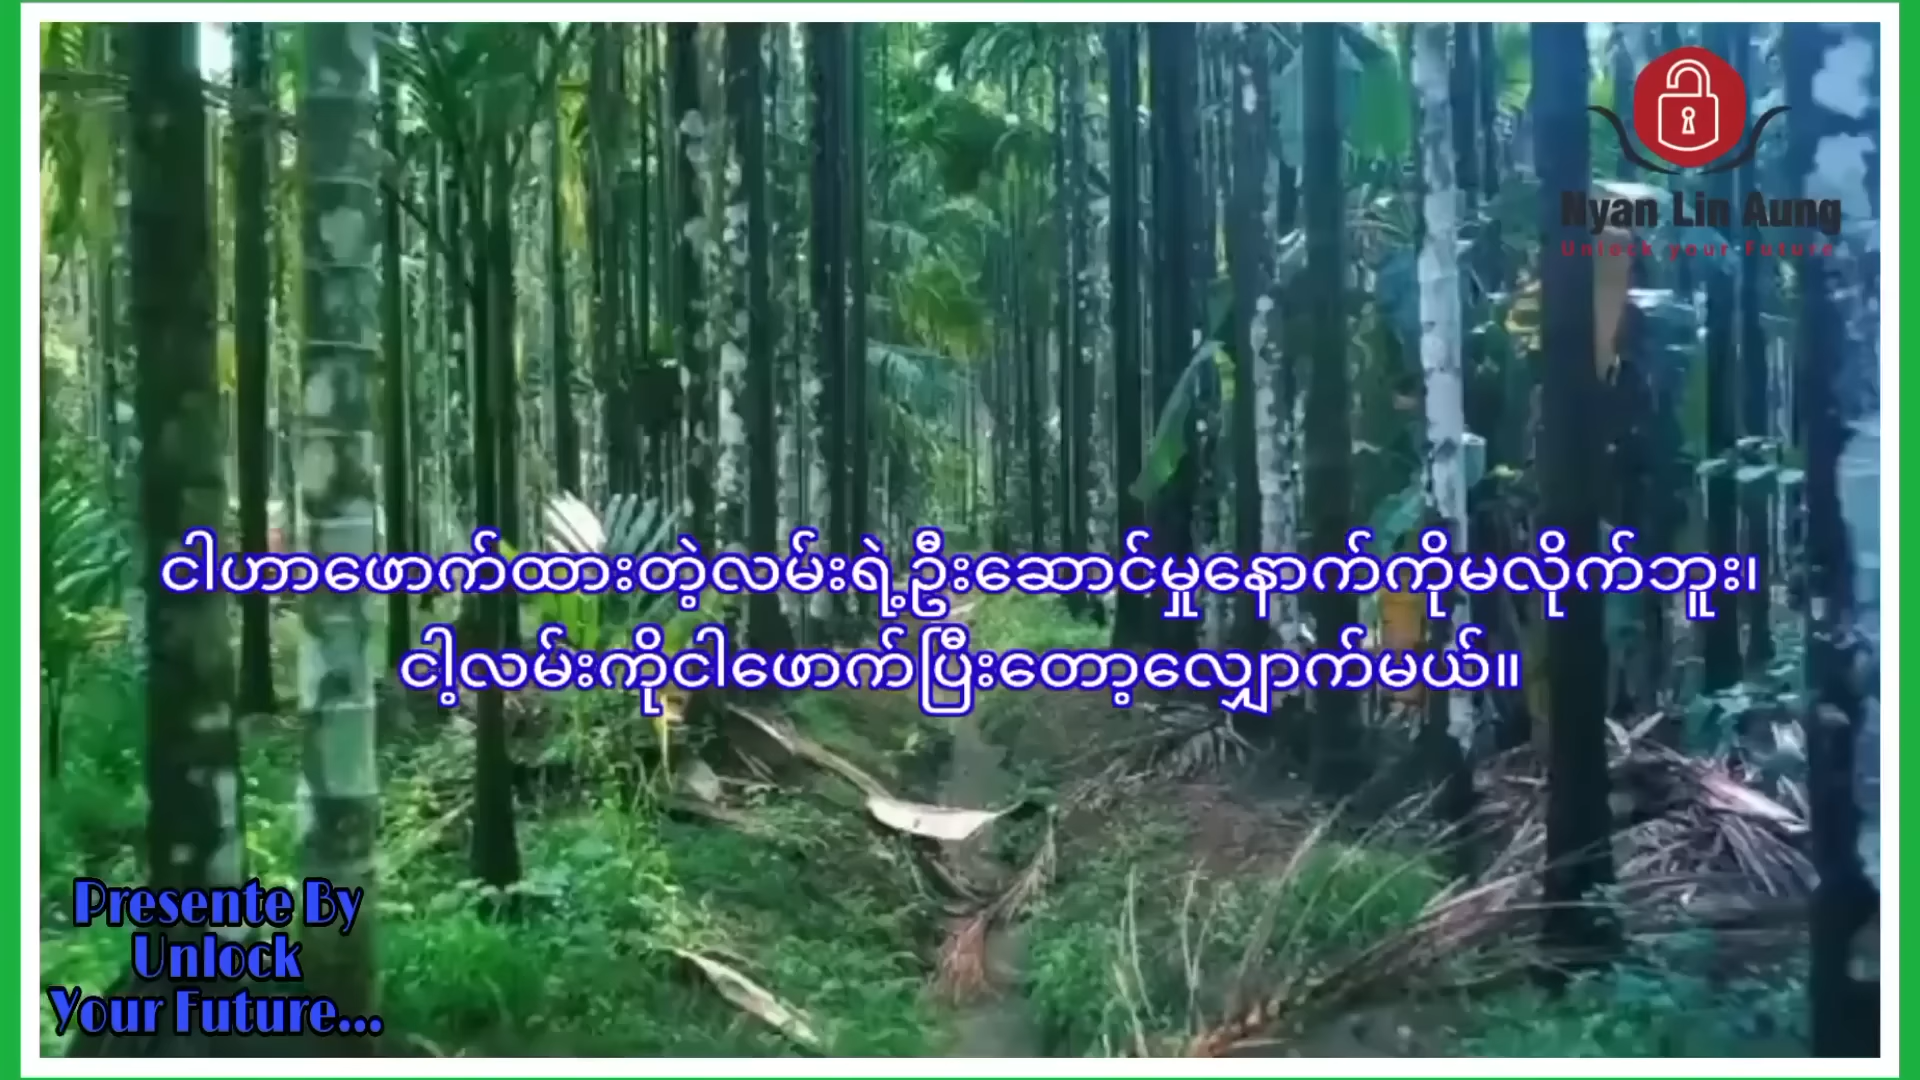 Nyan Lin Aung
Unlock your Future
ငါဟာဖောက်ထားတဲ့လမ်းရဲ့ဦးဆောင်မှုနောက်ကိုမလိုက်ဘူး၊
ငါ့လမ်းကိုငါဖောက်ပြီးတော့လျှောက်မယ်။
Presente By
Unlock
Your Future...